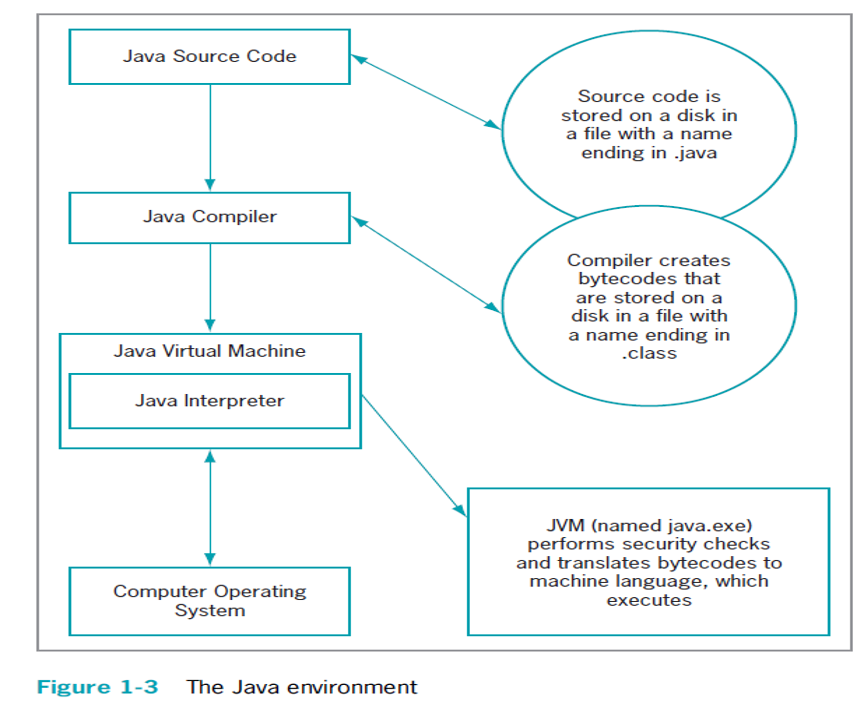 Java Source Code
Source code is
stored on a disk in
a file with a name
ending in .java
Java Compiler
Compiler creates
bytecodes that
are stored on a
disk in a file with
a name ending in
.class
Java Virtual Machine
Java Interpreter
JVM (named java.exe)
performs security checks
and translates bytecodes to
machine language, which
executes
Computer Operating
System
Figure 1-3 The Java environment